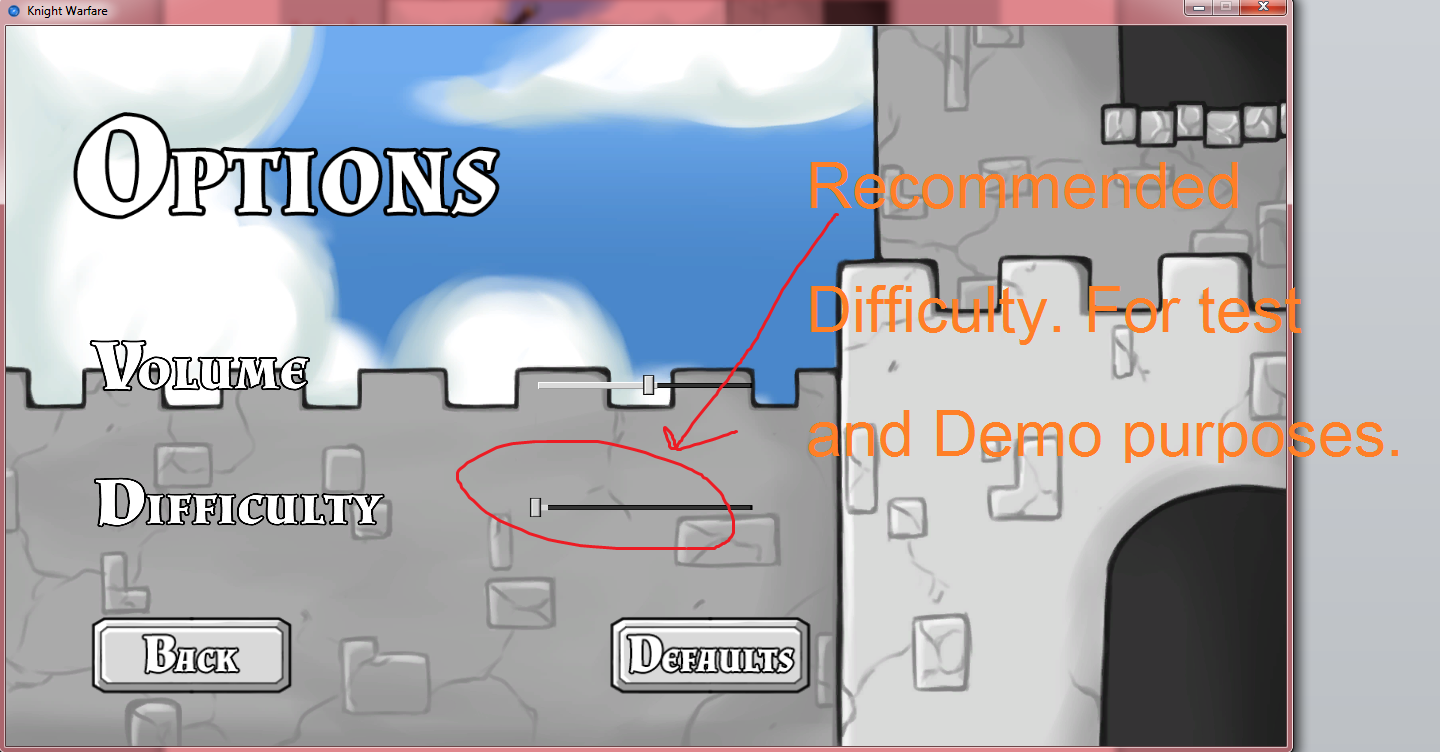 Knight Warfare
Options
Recommended
Difficulty. For test
Volume
and Demo purposes.
Difficulty
Back
Defaults